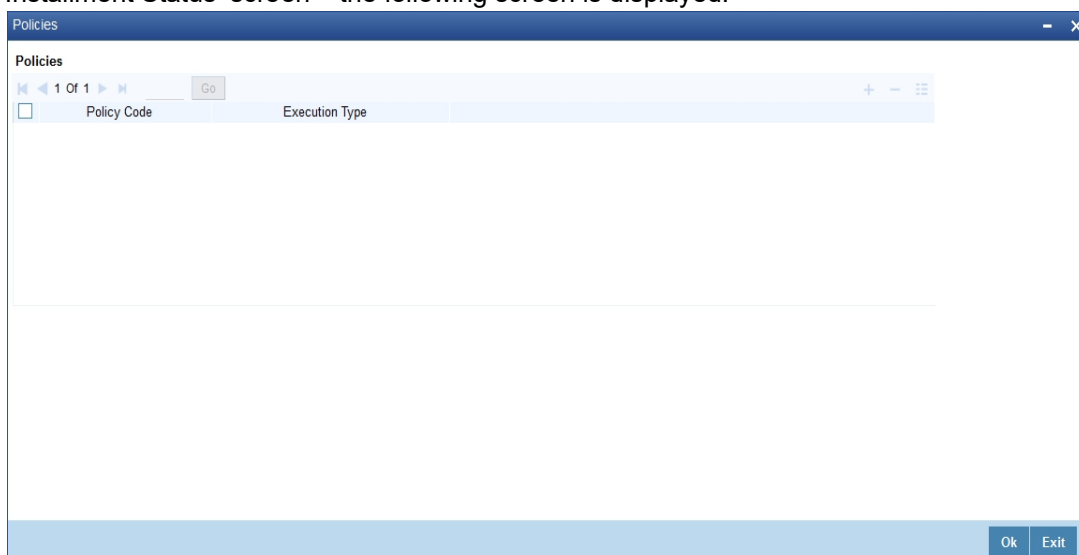 Installment Status' screen – the following screen is displayed:
Policies
Policies
1 Of 1 Go
Policy Code Execution Type
Ok Exit